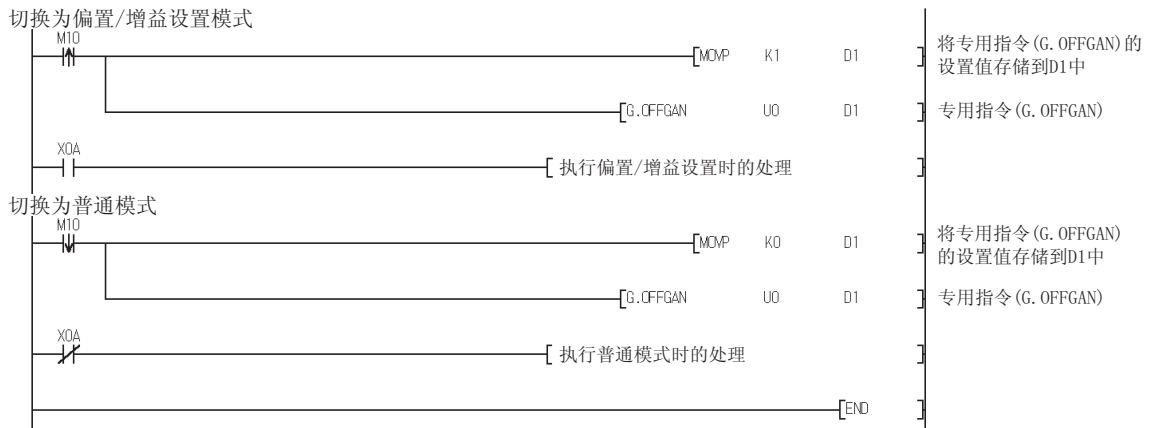 切换为偏置/增益设置模式
M10
MOVP K1 D1
将专用指令(G.OFFGAN)的
设置值存储到D1中
G.OFFGAN U0 D1
专用指令(G.OFFGAN)
X0A
执行偏置/增益设置时的处理
切换为普通模式
M10
MOVP K0 D1
将专用指令(G.OFFGAN)
的设置值存储到D1中
G.OFFGAN U0 D1
专用指令(G.OFFGAN)
X0A
执行普通模式时的处理
END